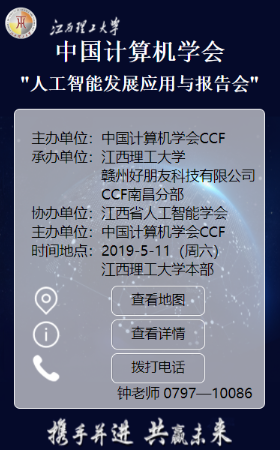 江西理工大学
中国计算机学会
"人工智能发展应用与报告会"
主办单位：中国计算机学会CCF
承办单位：江西理工大学
赣州好朋友科技有限公司
CCF南昌分部
协办单位：江西省人工智能学会
主办单位：中国计算机学会CCF
时间地点：2019-5-11（周六）
江西理工大学本部
查看地图
查看详情
拨打电话
钟老师 0797—10086
携手并进 共赢未来